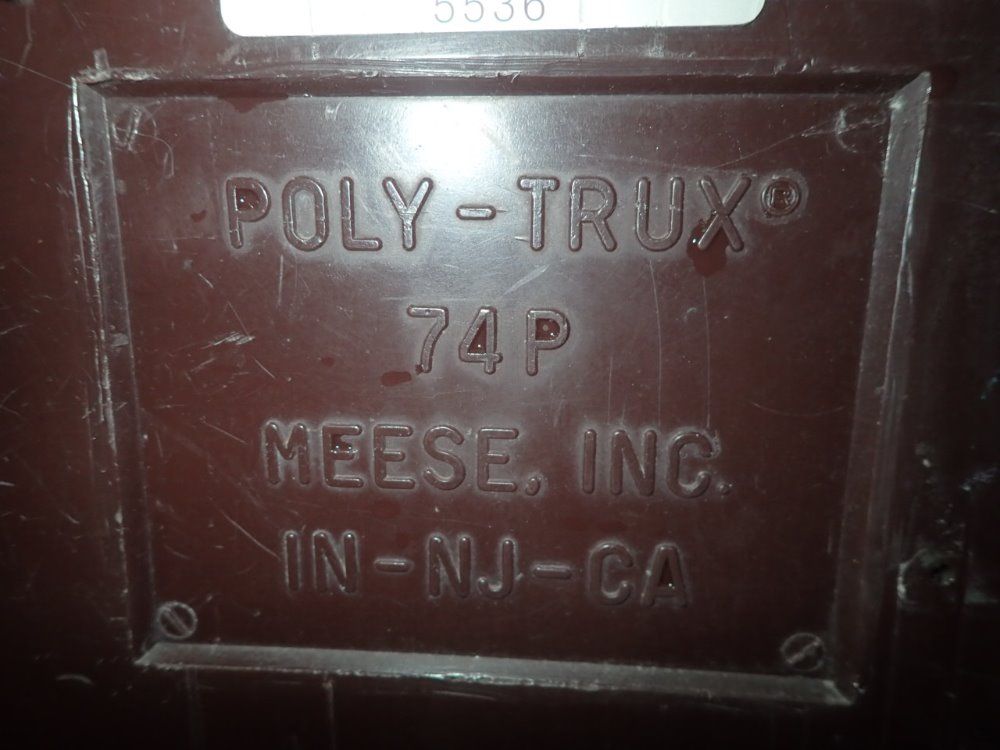 5536
POLY-TRUX®
74P
MEESE, INC.
IN-NJ-CA